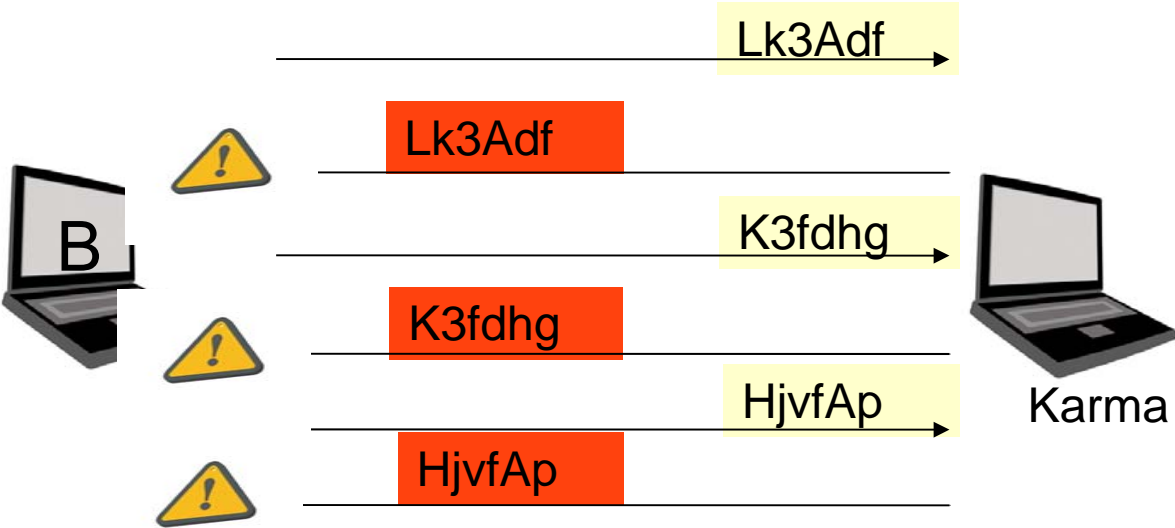 Lk3Adf
Lk3Adf
B
K3fdhg
K3fdhg
HjvfAp
Karma
HjvfAp